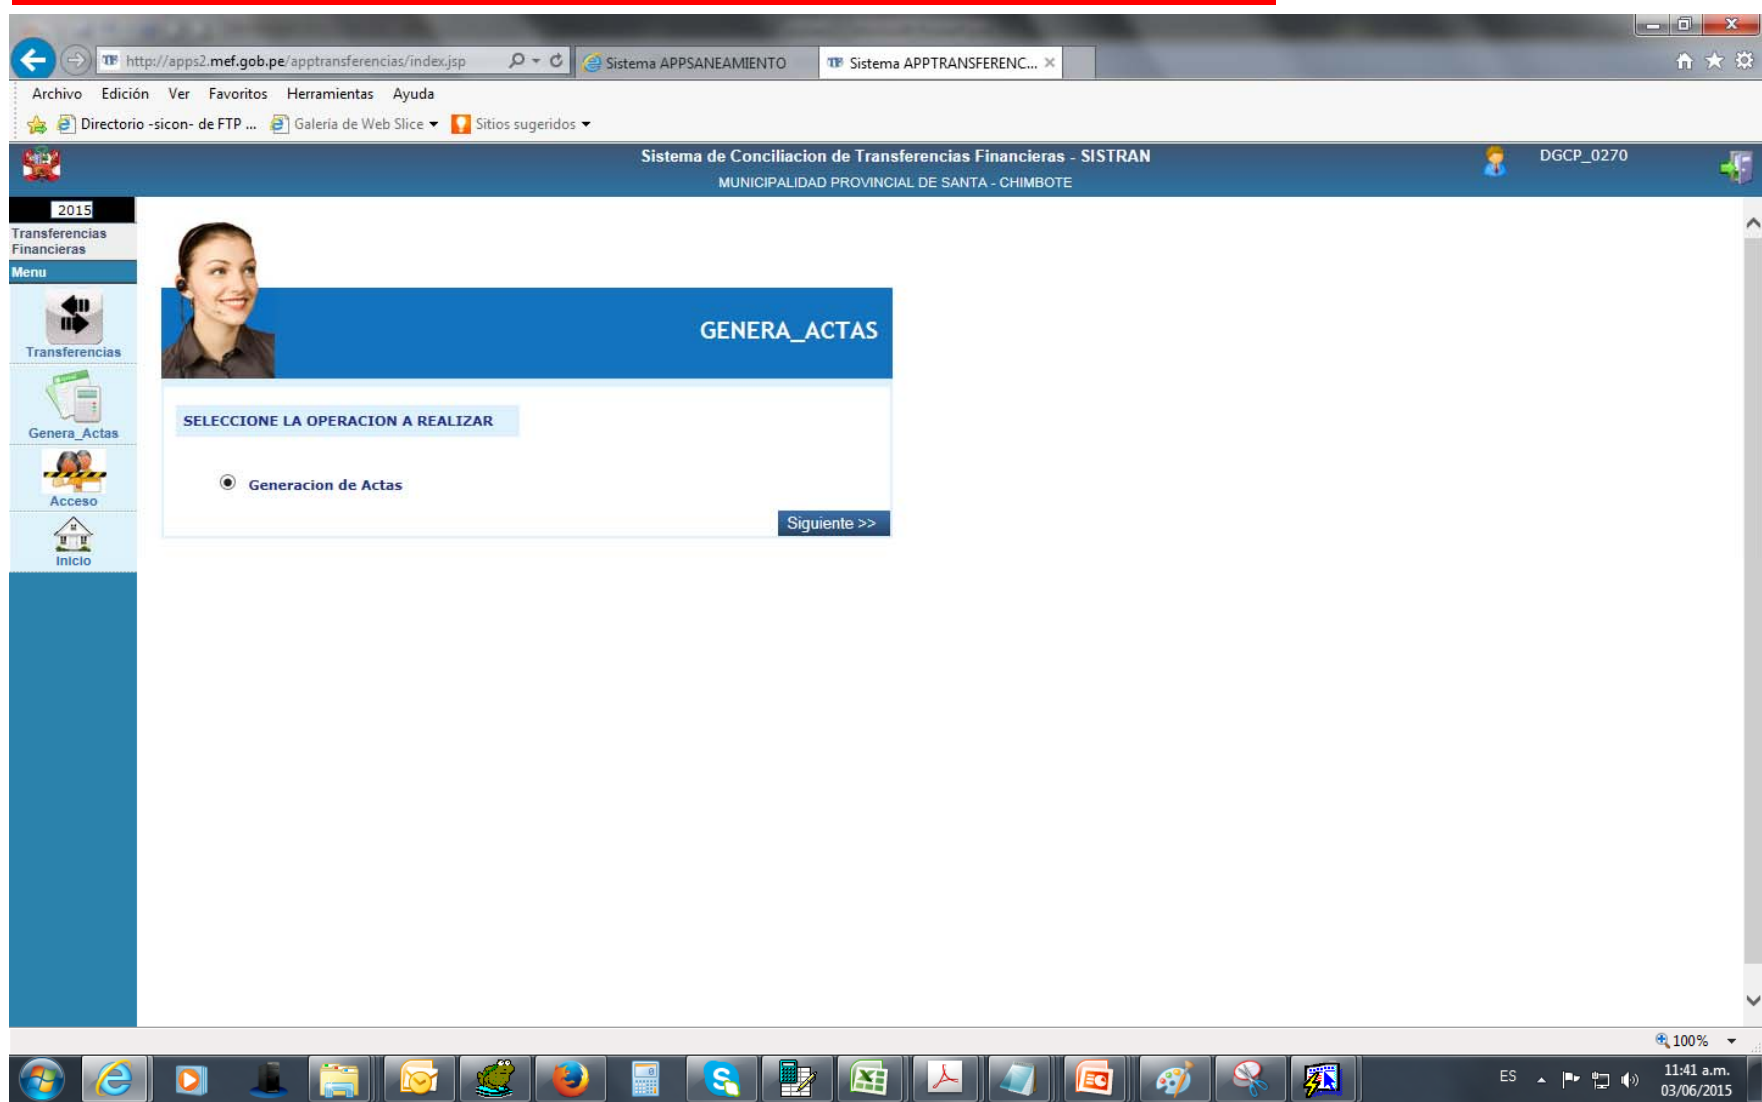 http://apps2.mef.gob.pe/apptransferencias/index.jsp
Sistema APPSANEAMIENTO
TF Sistema APPTRANSFERENC...
Archivo Edición Ver Favoritos Herramientas Ayuda
Directorio -sicon- de FTP ... Galería de Web Slice Sitios sugeridos
Sistema de Conciliacion de Transferencias Financieras - SISTRAN
MUNICIPALIDAD PROVINCIAL DE SANTA - CHIMBOTE
DGCP_0270
2015
Transferencias
Financieras
Menu
Transferencias
Genera_Actas
Acceso
Inicio
GENERA_ACTAS
SELECCIONE LA OPERACION A REALIZAR
Generacion de Actas
Siguiente >>
100%
ES
11:41 a.m.
03/06/2015